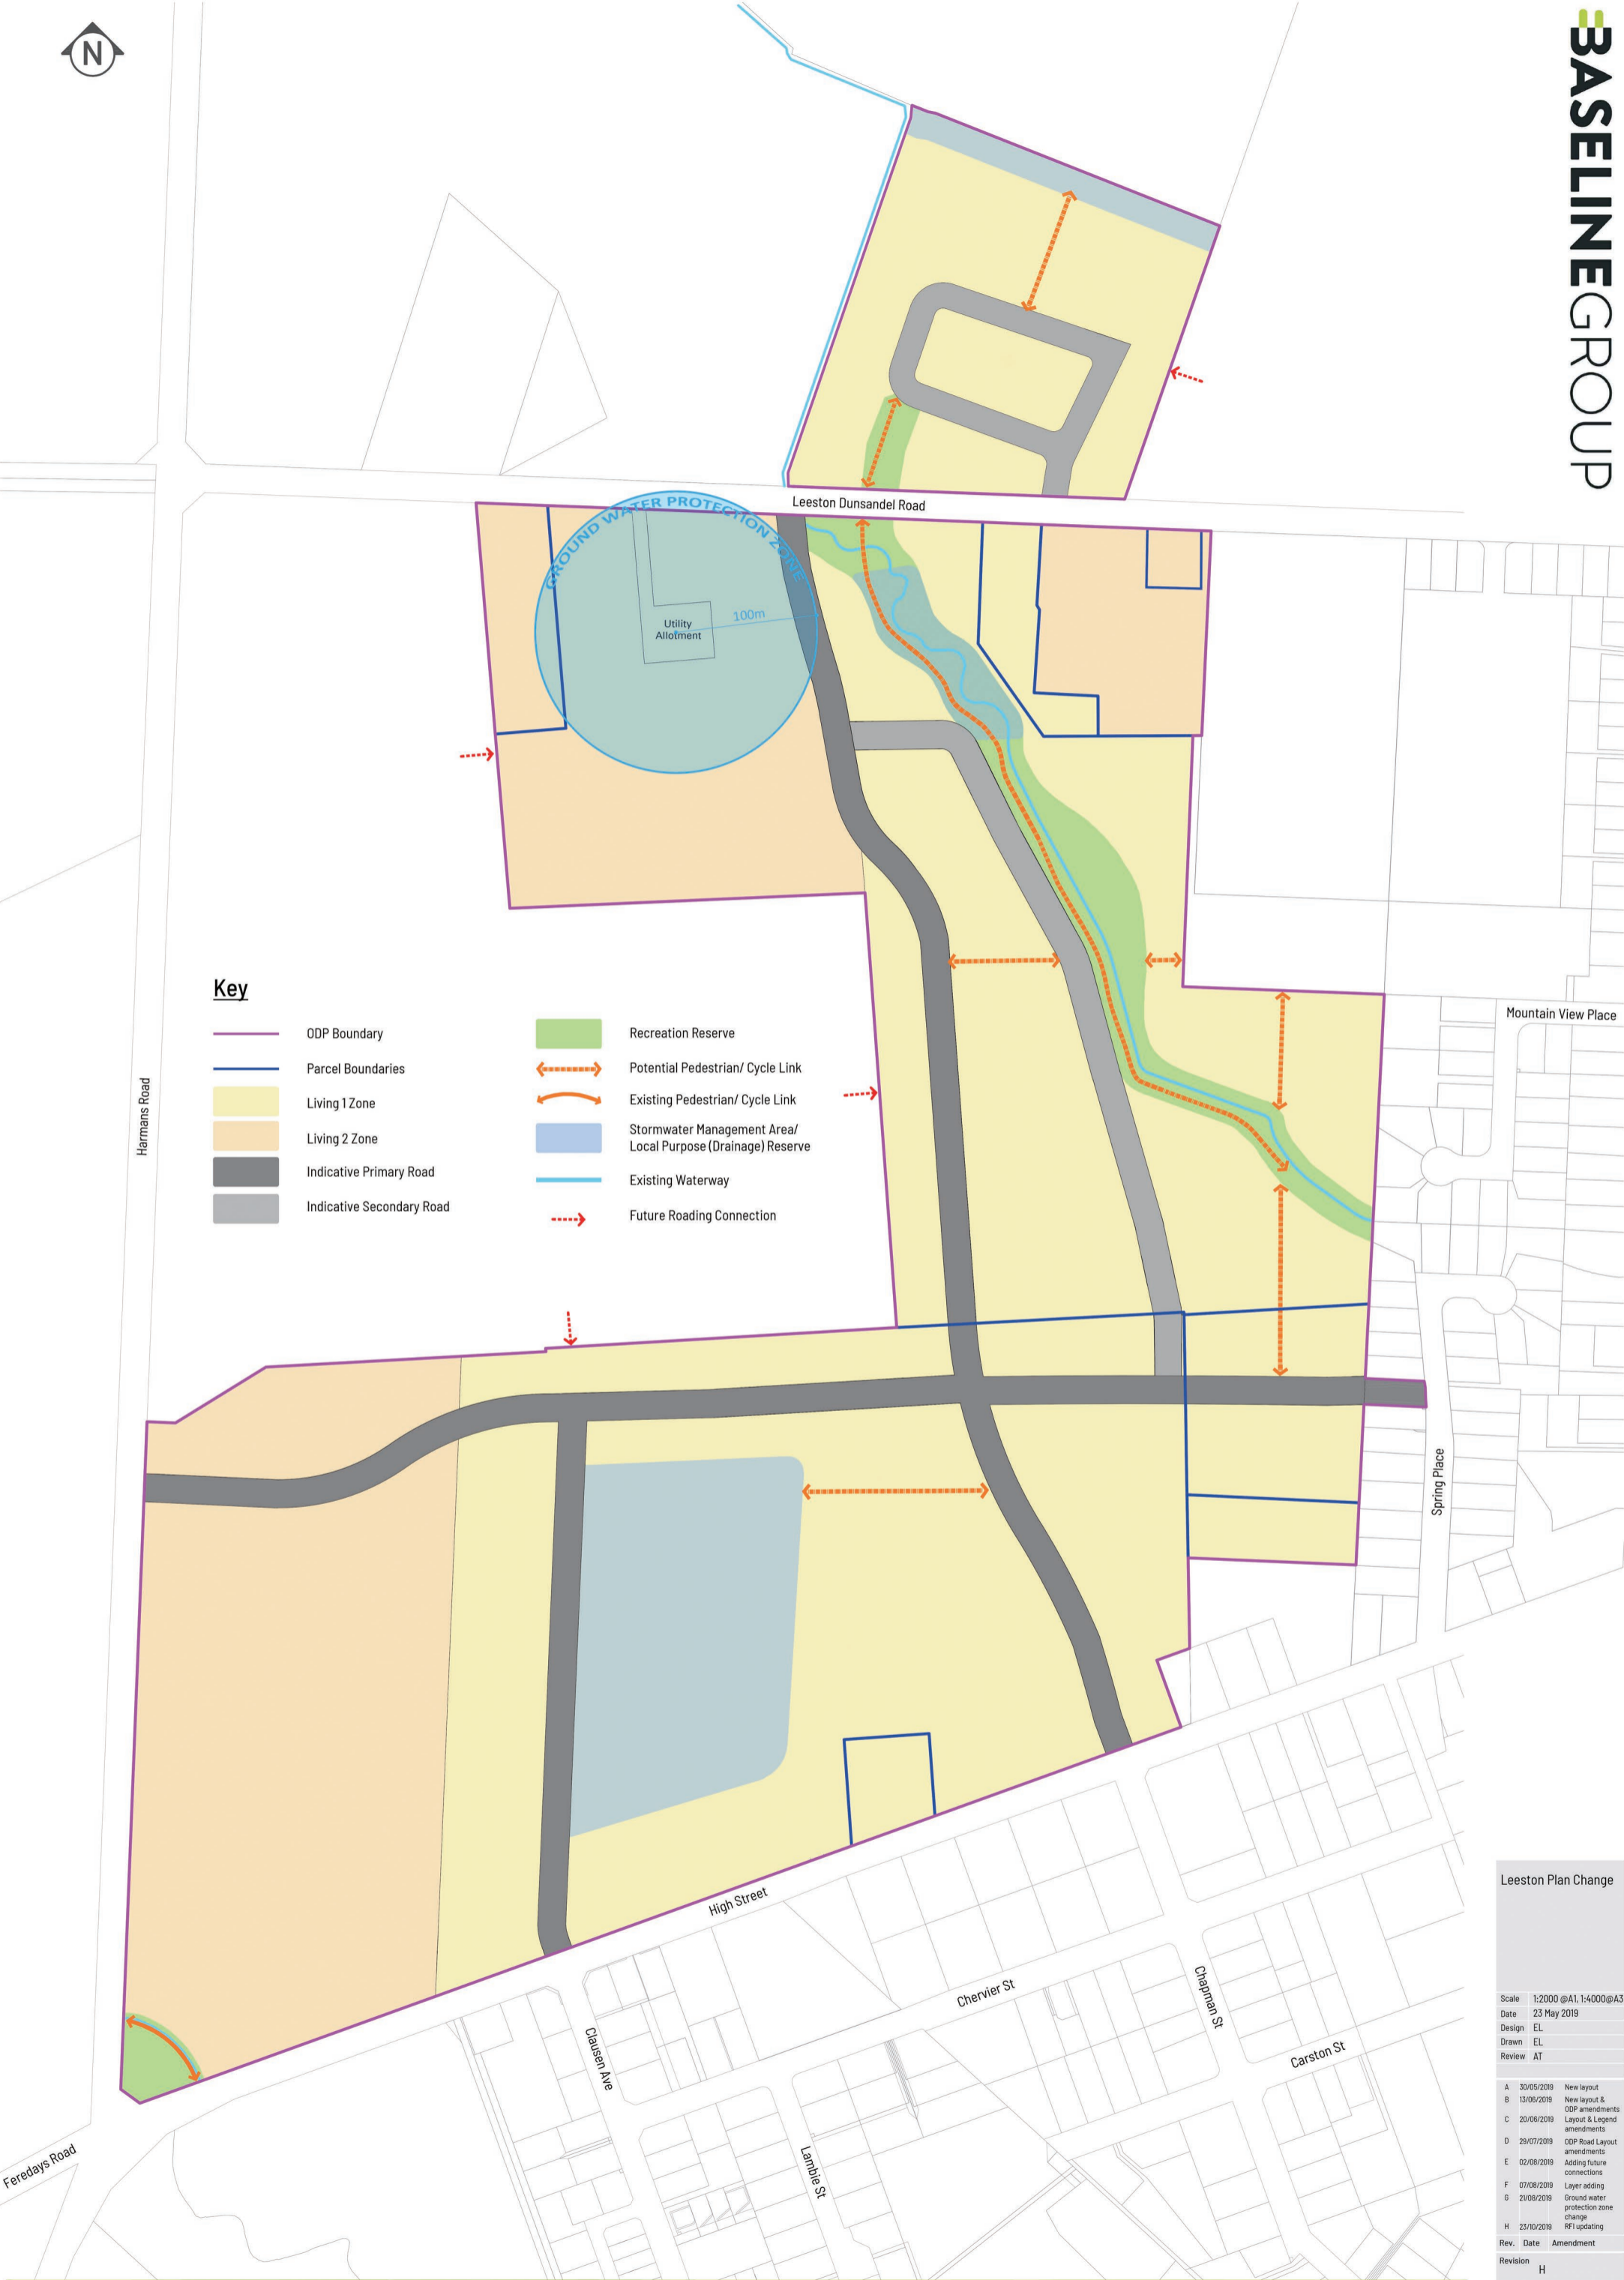 N
BASELINEGROUP
Leeston Dunsandel Road
GROUND WATER PROTECTION ZONE
100m
Utility
Allotment
Mountain View Place
Harmans Road
Key
ODP Boundary
Parcel Boundaries
Living 1 Zone
Living 2 Zone
Indicative Primary Road
Indicative Secondary Road
Recreation Reserve
Potential Pedestrian/ Cycle Link
Existing Pedestrian/ Cycle Link
Stormwater Management Area/
Local Purpose (Drainage) Reserve
Existing Waterway
Future Roading Connection
Spring Place
High Street
Chervier St
Chapman St
Carston St
Clausen Ave
Lambie St
Feredays Road
Leeston Plan Change
Scale 1:2000 @A1, 1:4000@A3
Date 23 May 2019
Design EL
Drawn EL
Review AT
A 30/05/2019 New layout
B 13/06/2019 New layout &
ODP amendments
C 20/06/2019 Layout & Legend
amendments
D 29/07/2019 ODP Road Layout
amendments
E 02/08/2019 Adding future
connections
F 07/08/2019 Layer adding
G 21/08/2019 Ground water
protection zone
change
H 23/10/2019 RFI updating
Rev. Date Amendment
Revision
H